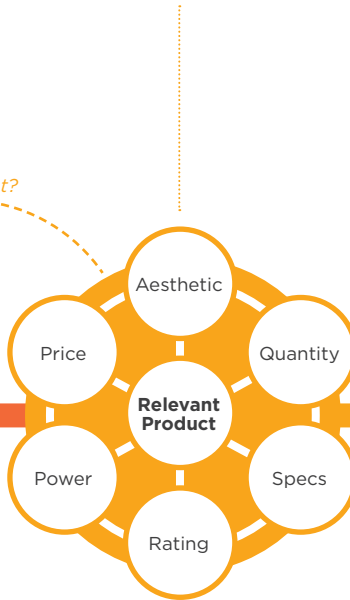 t?
Aesthetic
Price
Quantity
Relevant
Product
Power
Specs
Rating